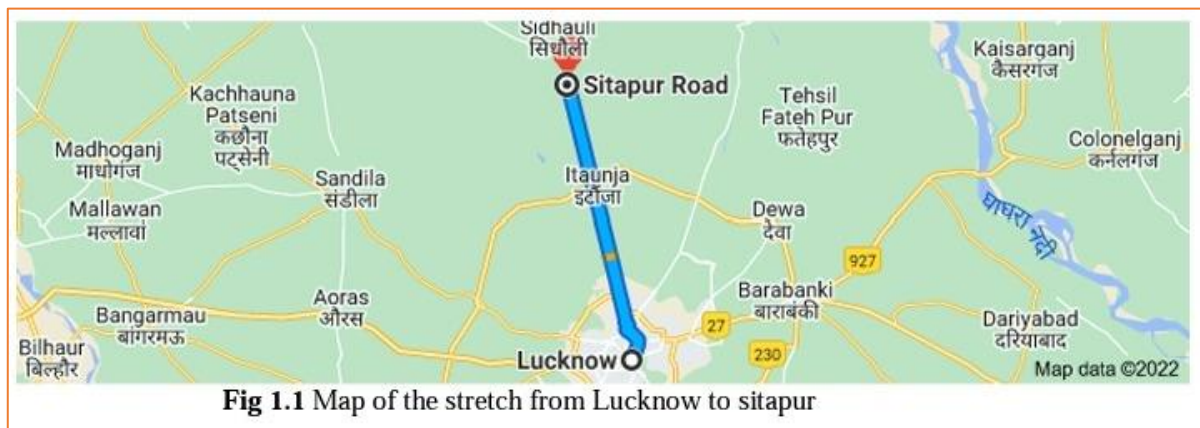 Sidhauli
सिधौली
Sitapur Road
Kaisarganj
कैसरगंज
Kachhauna
Patseni
कछौना
पट्सेनी
Tehsil
Fateh Pur
फतेहपुर
Colonelganj
कर्नलगंज
Madhoganj
माधोगंज
Sandila
संडीला
Itaunja
इटौंजा
Mallawan
मल्लावां
Dewa
देवा
घाघरा नदी
927
Aoras
औरस
Barabanki
बाराबंकी
Bangarmau
बांगरमऊ
27
Dariyabad
दरियाबाद
Bilhaur
बिल्हौर
Lucknow
230
Map data ©2022
Fig 1.1 Map of the stretch from Lucknow to sitapur